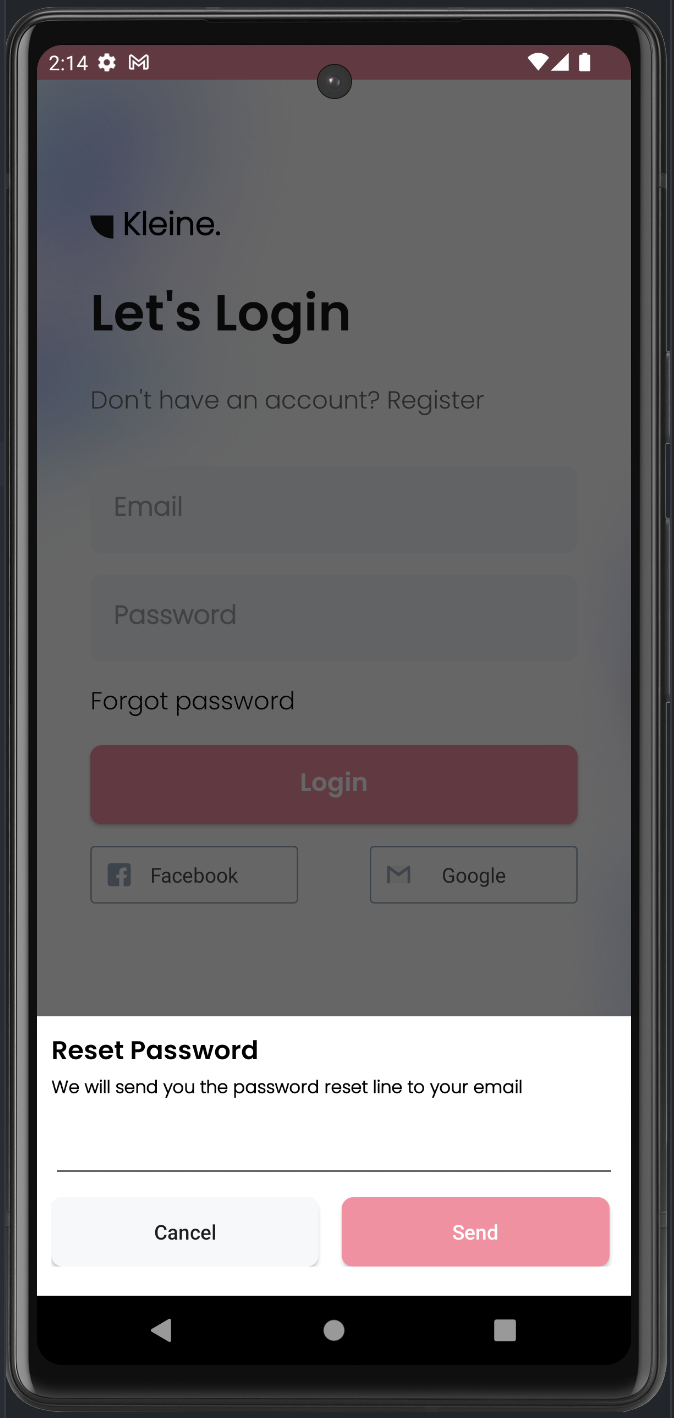 2:14
Kleine.
Let's Login
Don't have an account? Register
Email
Password
Forgot password
Login
Facebook
Google
Reset Password
We will send you the password reset line to your email
Cancel
Send